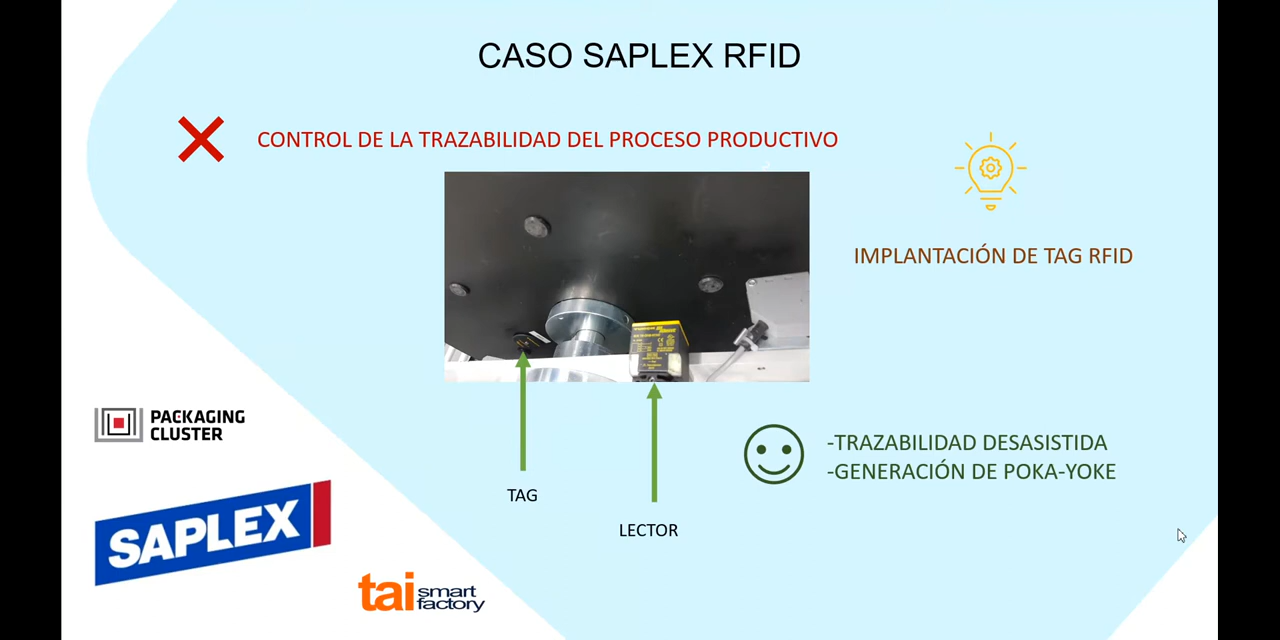 CASO SAPLEX RFID
CONTROL DE LA TRAZABILIDAD DEL PROCESO PRODUCTIVO
IMPLANTACIÓN DE TAG RFID
PACKAGING
CLUSTER
-TRAZABILIDAD DESASISTIDA
-GENERACIÓN DE POKA-YOKE
TAG
LECTOR
SAPLEX
tai smart
factory